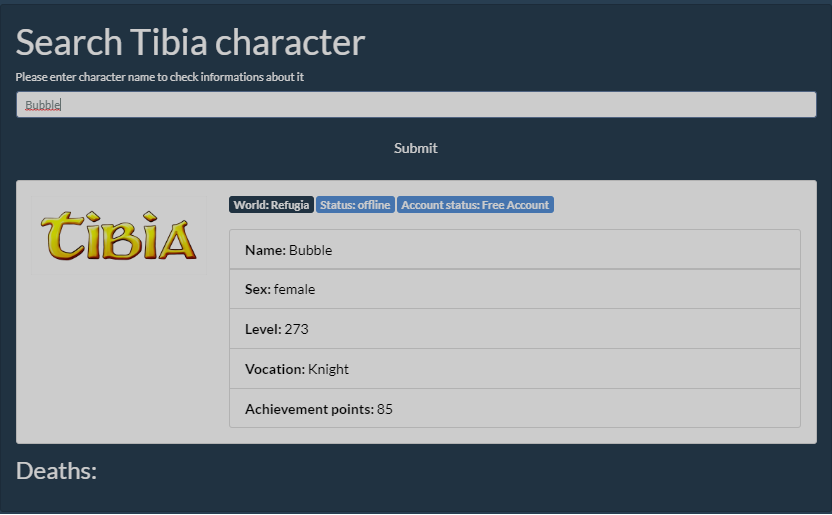 Search Tibia character
Please enter character name to check informations about it
Bubble
Submit
TIBIA
World: Refugia Status: offline Account status: Free Account
Name: Bubble
Sex: female
Level: 273
Vocation: Knight
Achievement points: 85
Deaths: